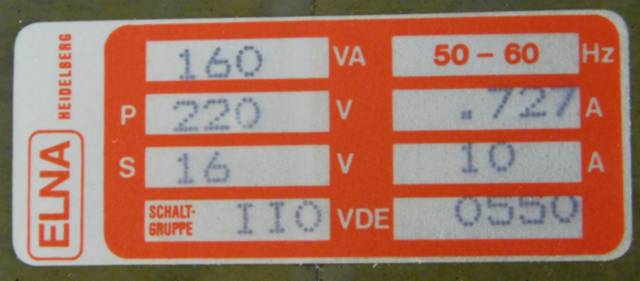 ELNA HEIDELBERG
160 VA 50 – 60 Hz
P 220 V .727 A
S 16 V 10 A
SCHALT-
GRUPPE IIO VDE 0550